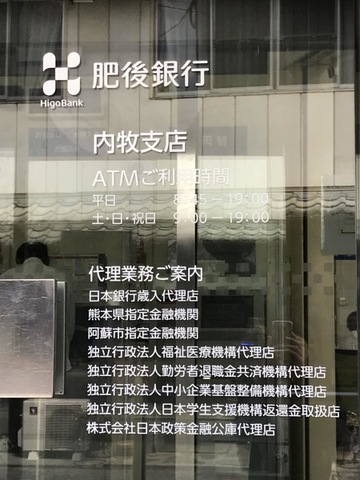 肥後銀行
HigoBank
内牧支店
ATMご利用時間
平日 8:45－19:00
土・日・祝日 9:00－19:00
代理業務ご案内
日本銀行歳入代理店
熊本県指定金融機関
阿蘇市指定金融機関
独立行政法人福祉医療機構代理店
独立行政法人勤労者退職金共済機構代理店
独立行政法人中小企業基盤整備機構代理店
独立行政法人日本学生支援機構返還金取扱店
株式会社日本政策金融公庫代理店